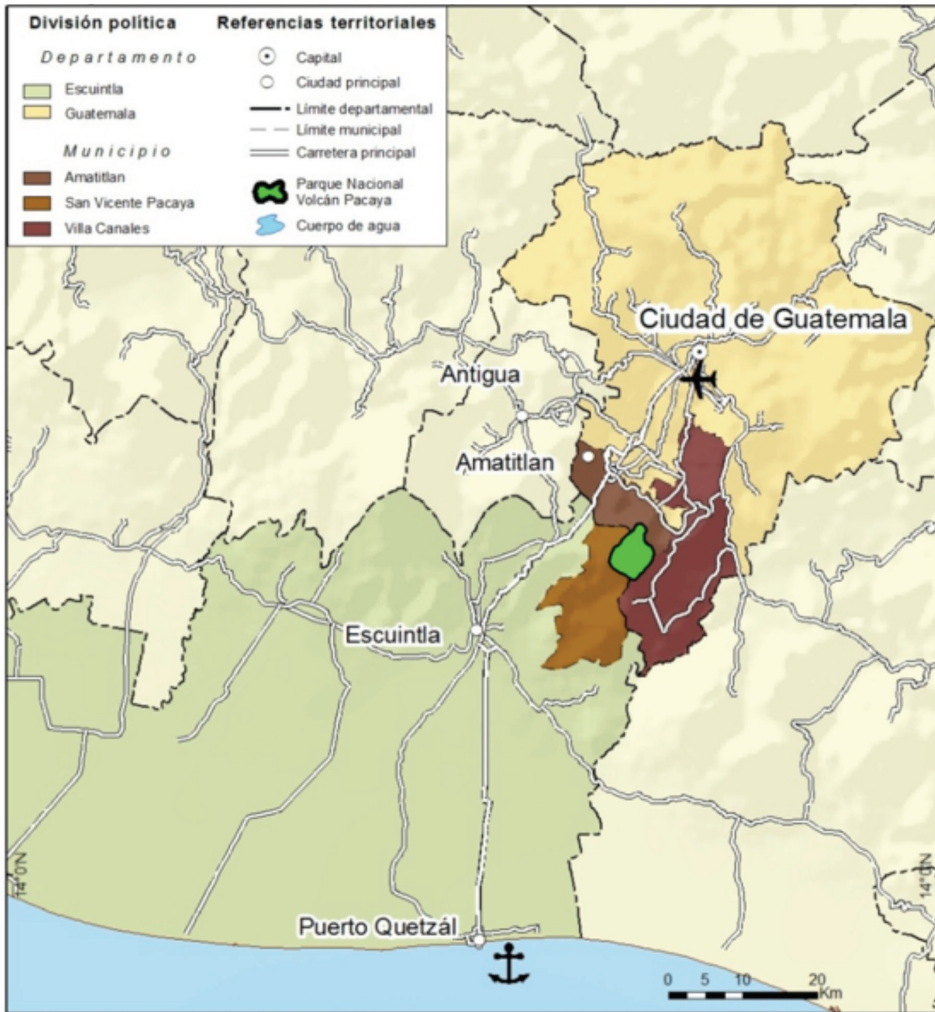 División política
Departamento
Escuintla
Guatemala
Municipio
Amatitlan
San Vicente Pacaya
Villa Canales
Referencias territoriales
Capital
Ciudad principal
Límite departamental
Límite municipal
Carretera principal
Parque Nacional
Volcán Pacaya
Cuerpo de agua
Ciudad de Guatemala
Antigua
Amatitlan
Escuintla
14°0'N
14°0'N
Puerto Quetzál
0 5 10 20
Km